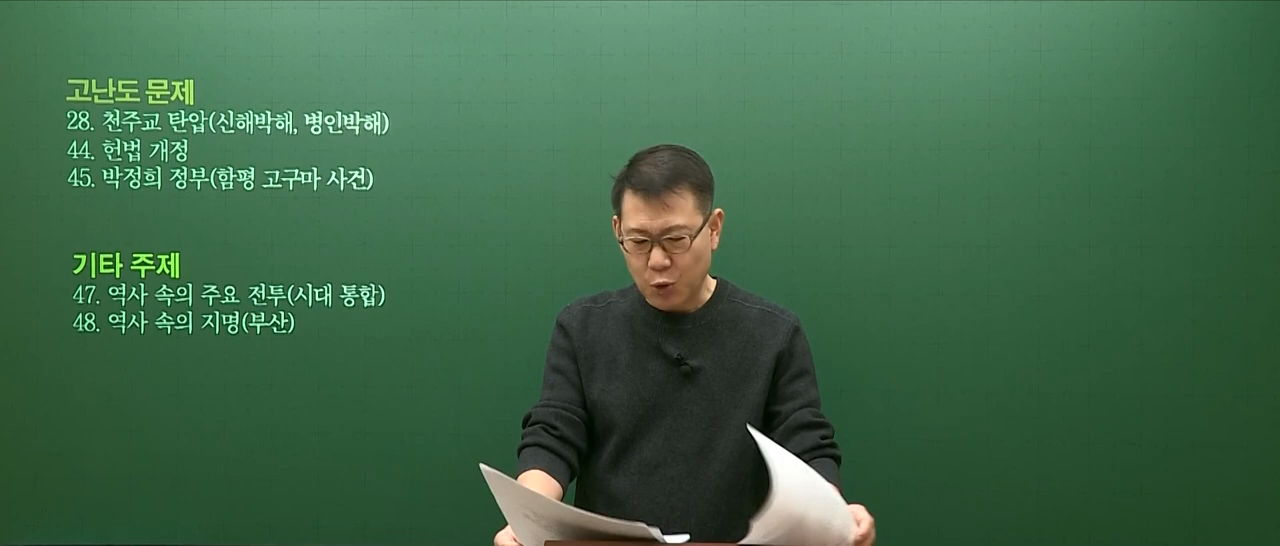 고난도 문제
28. 천주교 탄압(신해박해, 병인박해)
44. 헌법 개정
45. 박정희 정부(함평 고구마 사건)
기타 주제
47. 역사 속의 주요 전투(시대 통합)
48. 역사 속의 지명(부산)